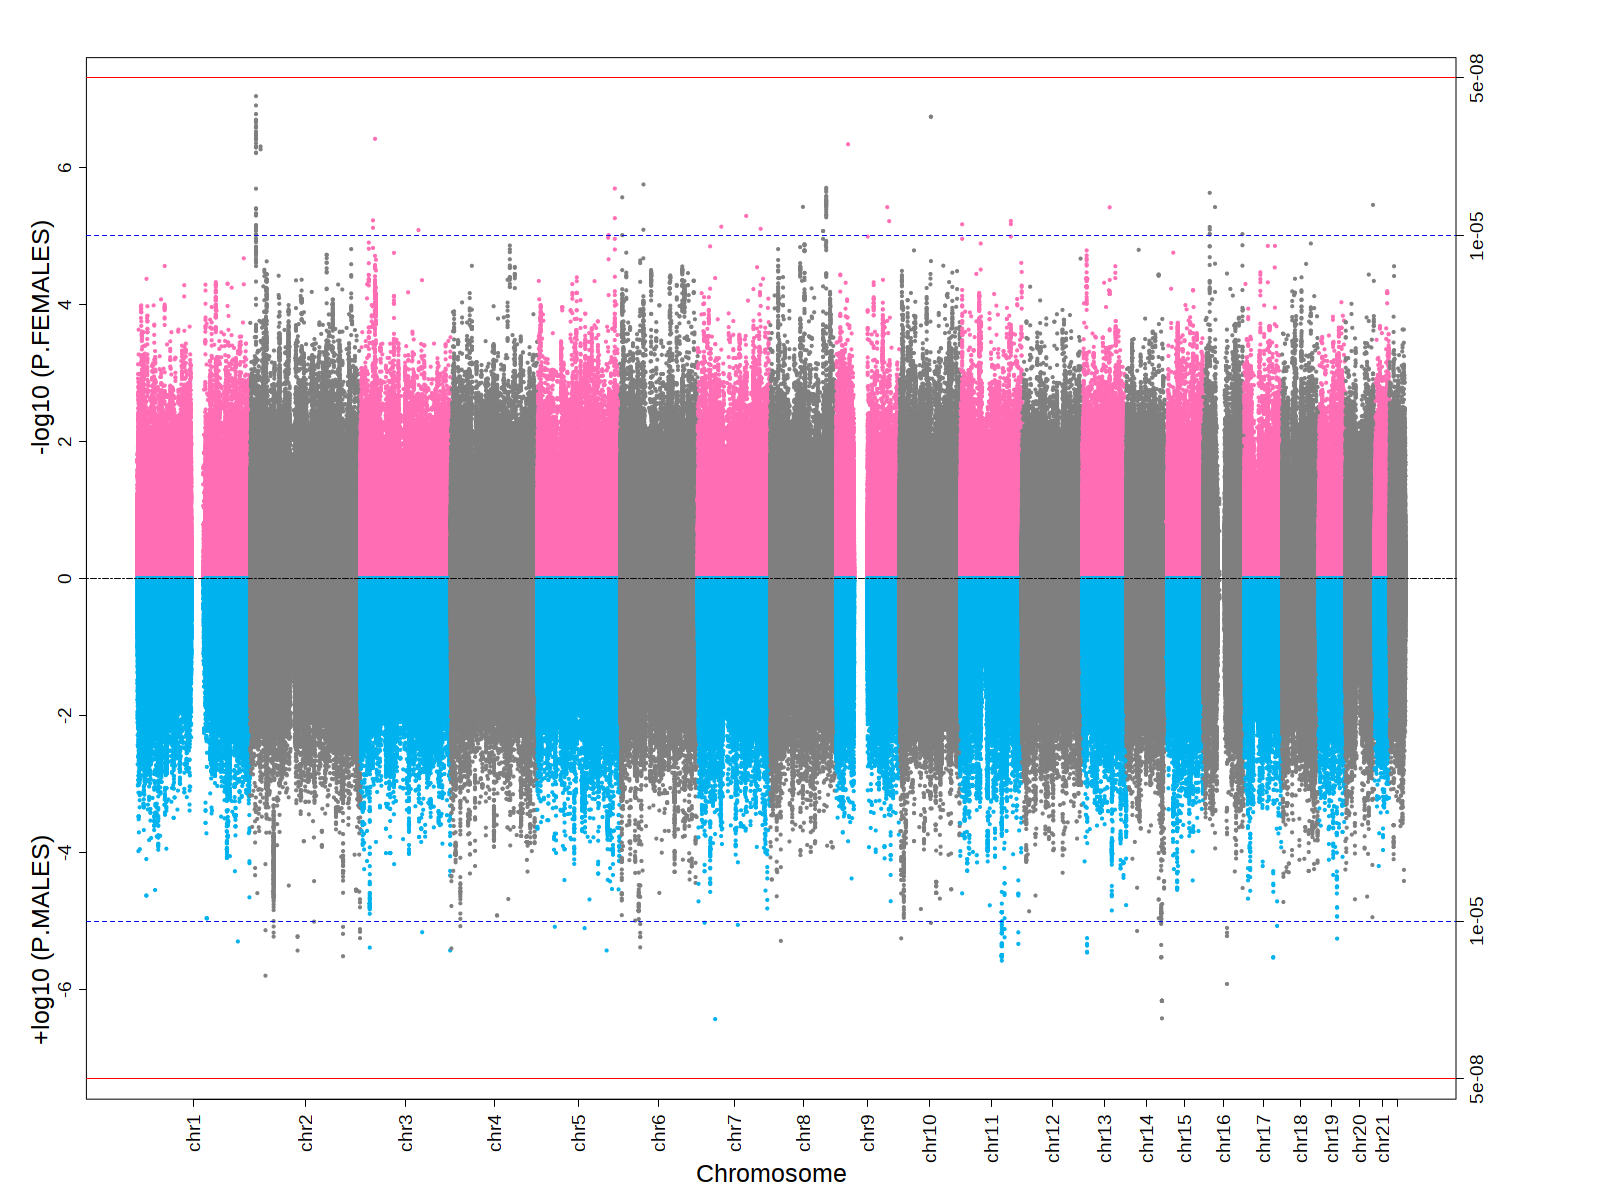 -log10 (P.FEMALES)
+log10 (P.MALES)
6
4
2
0
-2
-4
-6
5e-08
1e-05
1e-05
5e-08
chr1
chr2
chr3
chr4
chr5
chr6
chr7
chr8
chr9
chr10
chr11
chr12
chr13
chr14
chr15
chr16
chr17
chr18
chr19
chr20
chr21
Chromosome